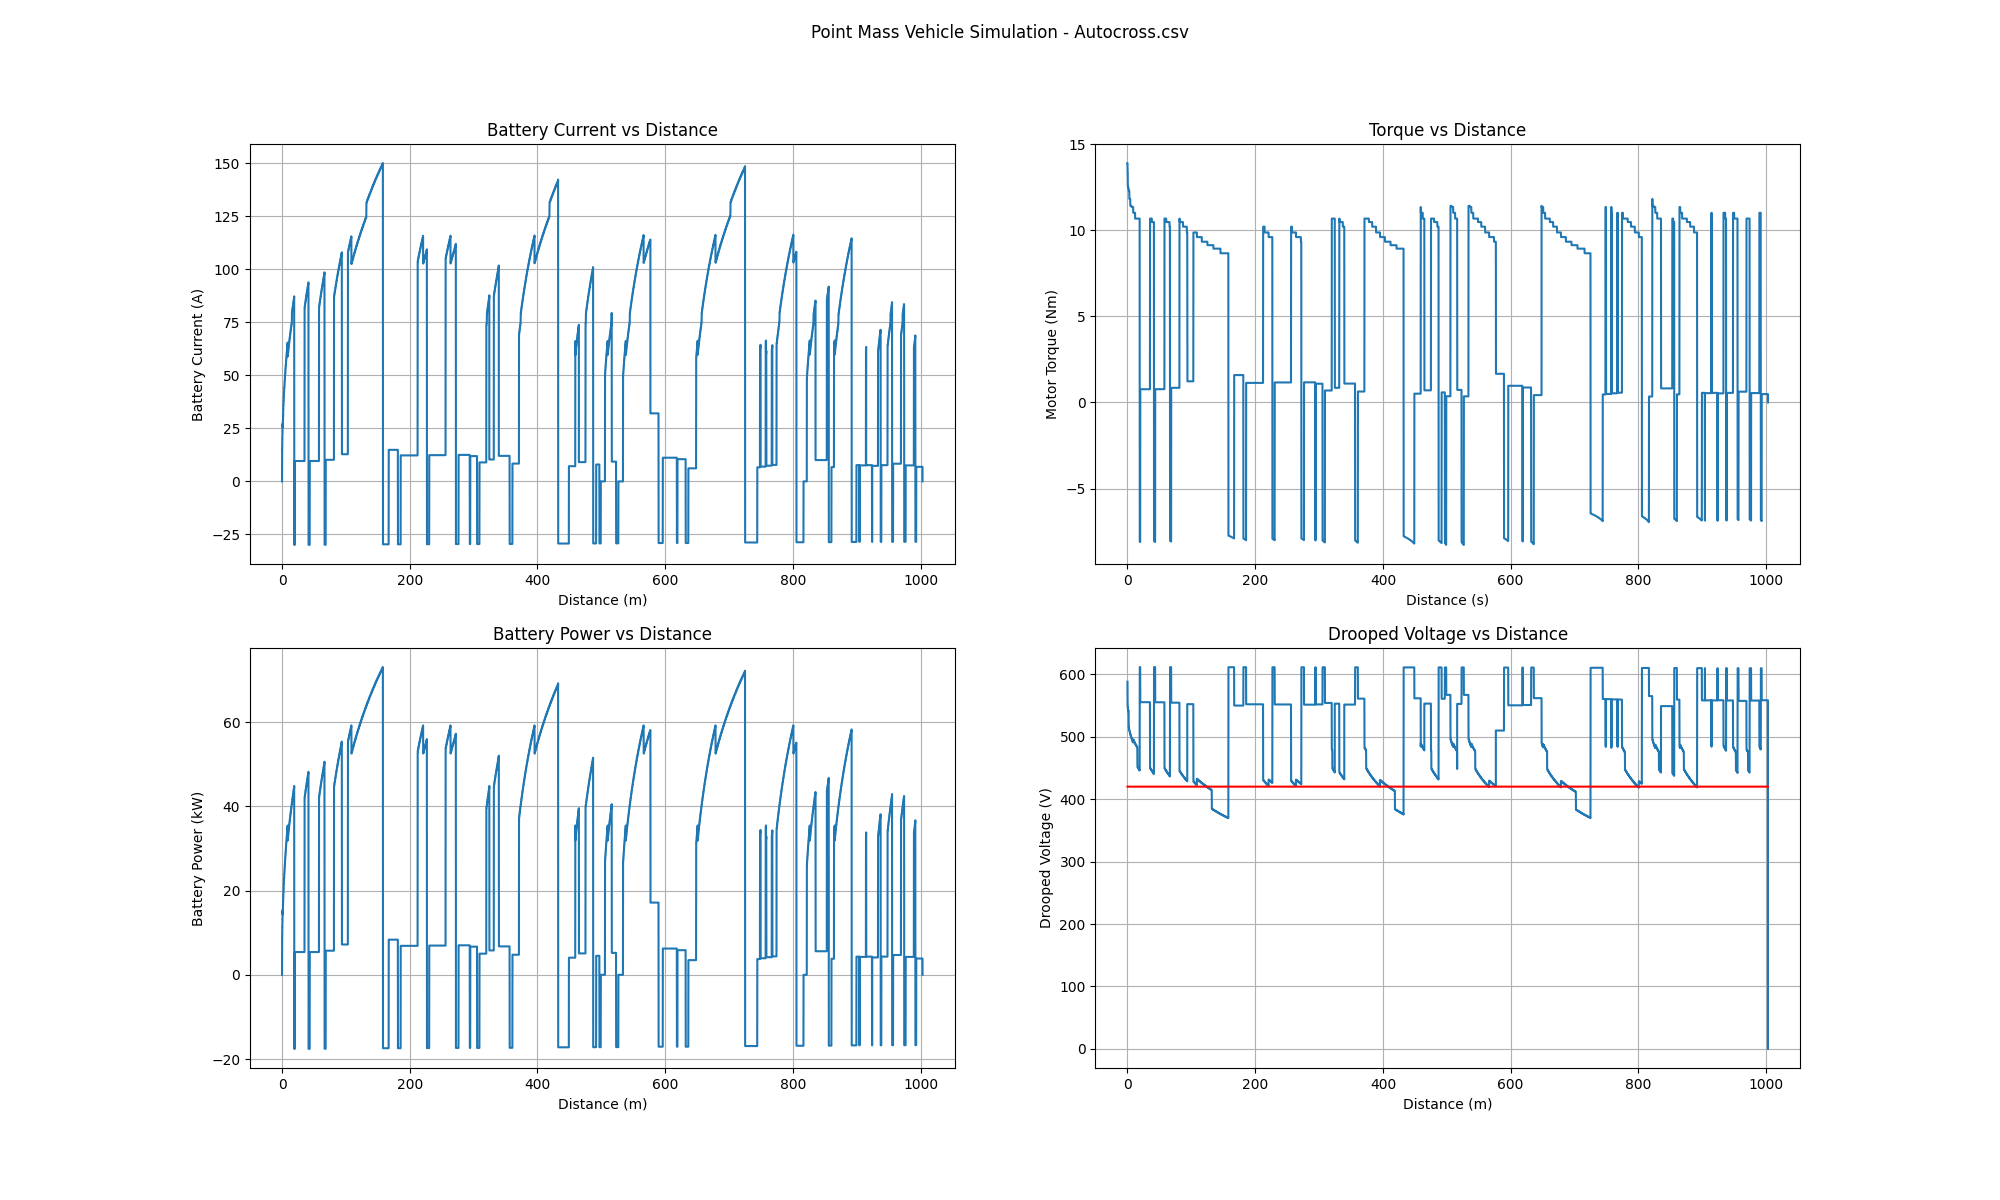 Point Mass Vehicle Simulation - Autocross.csv
Battery Current vs Distance
Battery Current (A)
150
125
100
75
50
25
0
−25
0 200 400 600 800 1000
Distance (m)
Torque vs Distance
Motor Torque (Nm)
15
10
5
0
−5
0 200 400 600 800 1000
Distance (s)
Battery Power vs Distance
Battery Power (kW)
60
40
20
0
−20
0 200 400 600 800 1000
Distance (m)
Drooped Voltage vs Distance
Drooped Voltage (V)
600
500
400
300
200
100
0
0 200 400 600 800 1000
Distance (m)